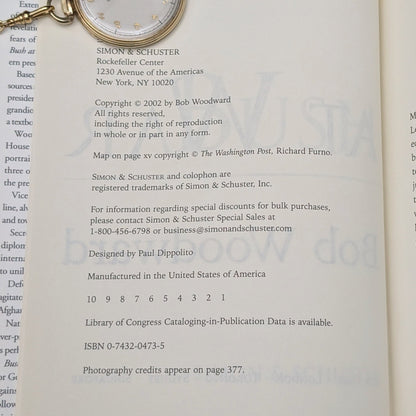 SIMON & SCHUSTER
Rockefeller Center
1230 Avenue of the Americas
New York, NY 10020
Copyright © 2002 by Bob Woodward
All rights reserved,
including the right of reproduction
in whole or in part in any form.
Map on page xv copyright © The Washington Post, Richard Furno.
SIMON & SCHUSTER and colophon are
registered trademarks of Simon & Schuster, Inc.
For information regarding special discounts for bulk purchases,
please contact Simon & Schuster Special Sales at
1-800-456-6798 or business@simonandschuster.com
Designed by Paul Dippolito
Manufactured in the United States of America
10 9 8 7 6 5 4 3 2 1
Library of Congress Cataloging-in-Publication Data is available.
ISBN 0-7432-0473-5
Photography credits appear on page 377.